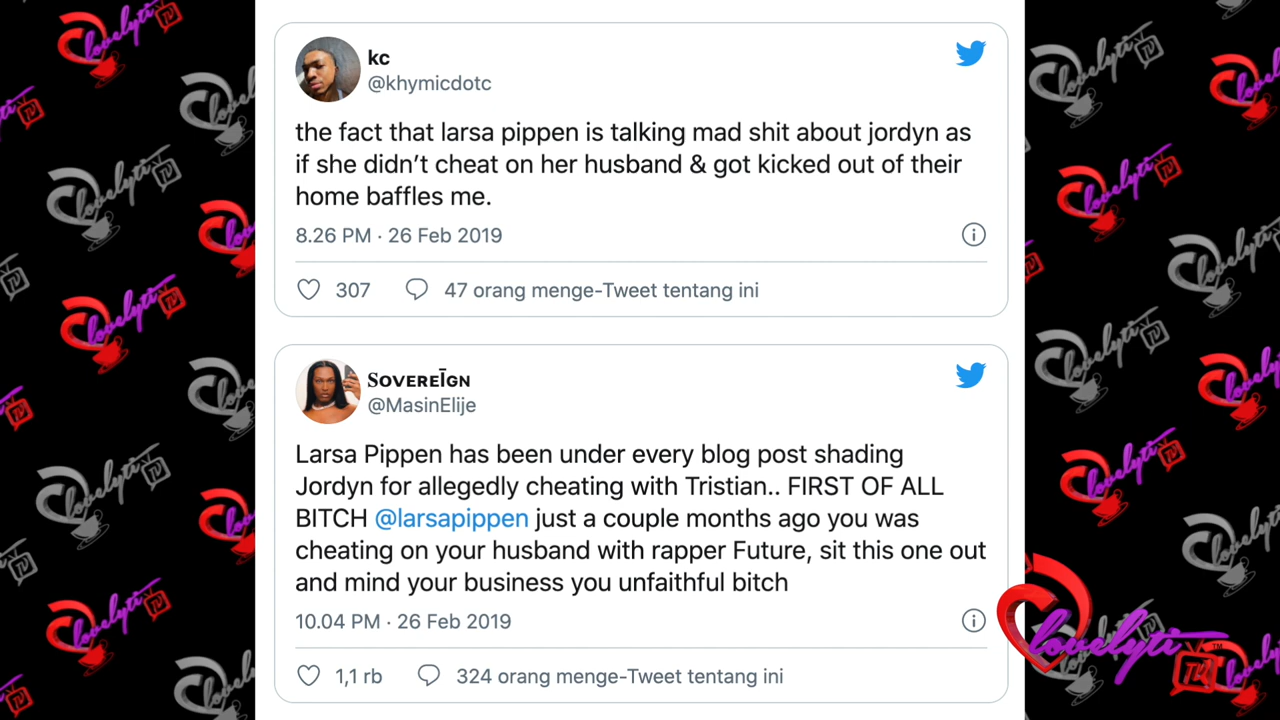 kc
@khymicdotc
the fact that larsa pippen is talking mad shit about jordyn as
if she didn’t cheat on her husband & got kicked out of their
home baffles me.
8.26 PM · 26 Feb 2019
307
47 orang menge-Tweet tentang ini
Sᴏᴠᴇʀᴇɪ̄ɢɴ
@MasinElije
Larsa Pippen has been under every blog post shading
Jordyn for allegedly cheating with Tristian.. FIRST OF ALL
BITCH @larsapippen just a couple months ago you was
cheating on your husband with rapper Future, sit this one out
and mind your business you unfaithful bitch
10.04 PM · 26 Feb 2019
1,1 rb
324 orang menge-Tweet tentang ini
lovelyti TV™